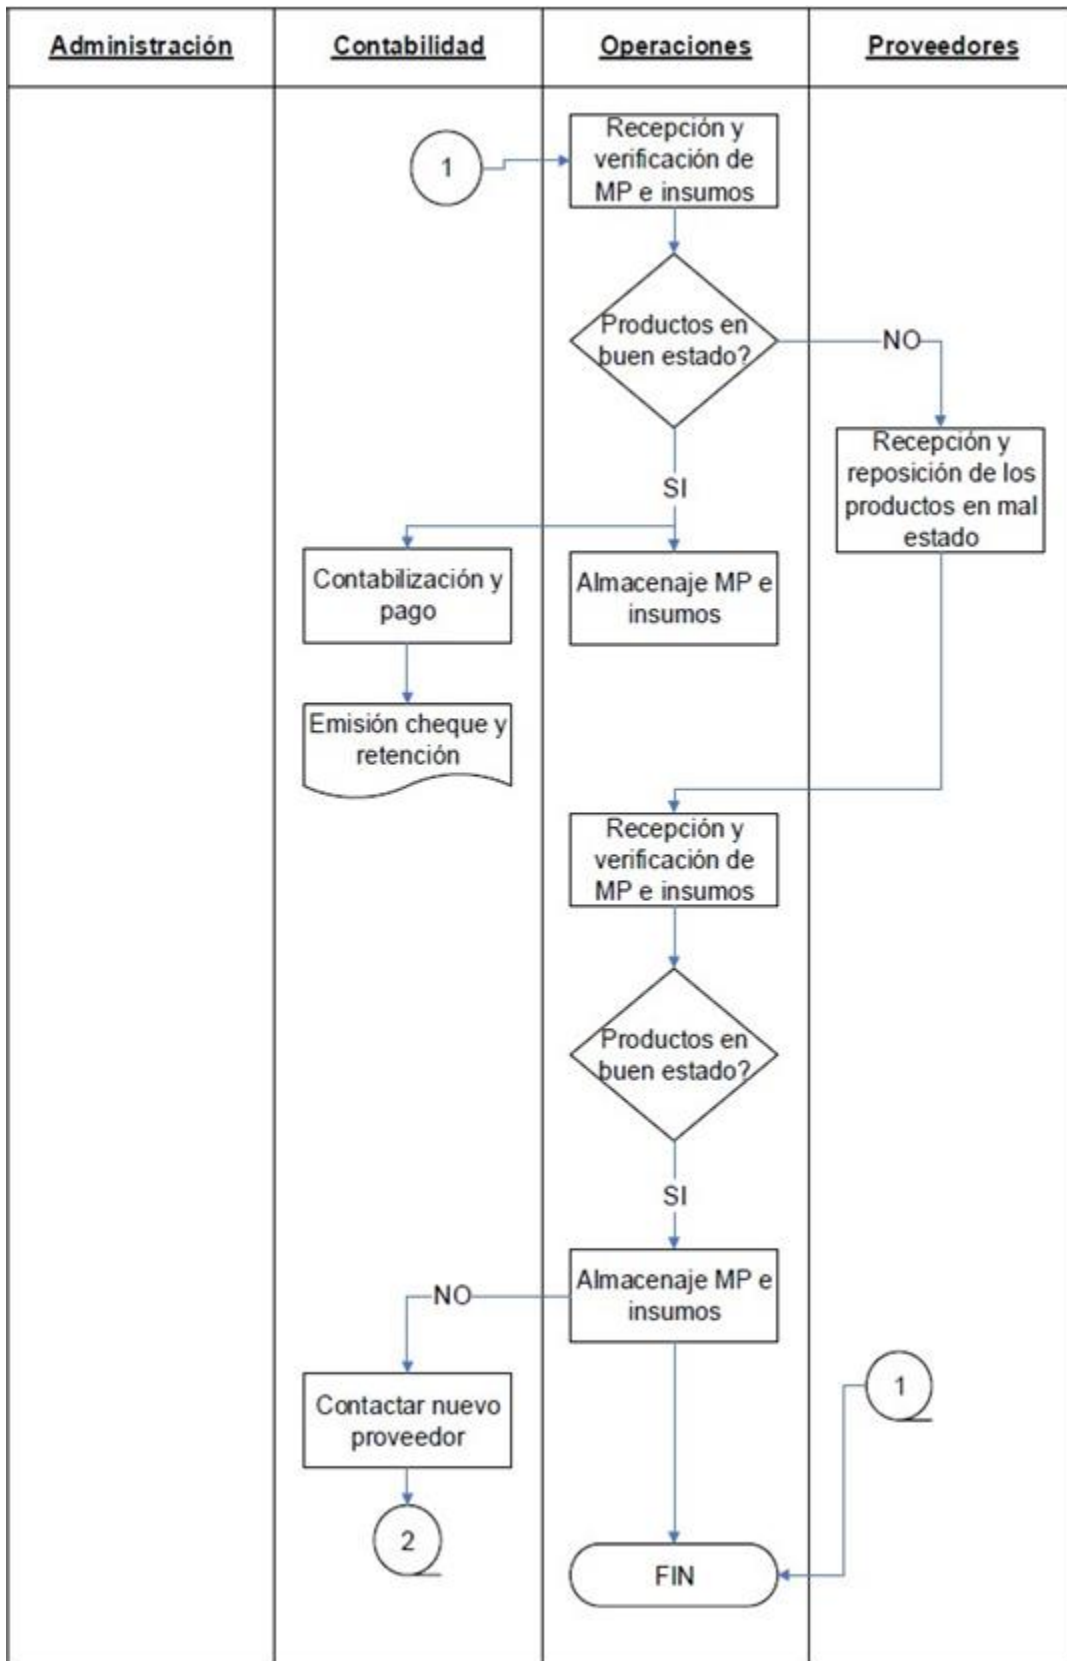 Administración
Contabilidad
Operaciones
Proveedores
1
Recepción y
verificación de
MP e insumos
Productos en
buen estado?
NO
Recepción y
reposición de los
productos en mal
estado
SI
Contabilización y
pago
Almacenaje MP e
insumos
Emisión cheque y
retención
Recepción y
verificación de
MP e insumos
Productos en
buen estado?
SI
Almacenaje MP e
insumos
NO
Contactar nuevo
proveedor
1
2
FIN